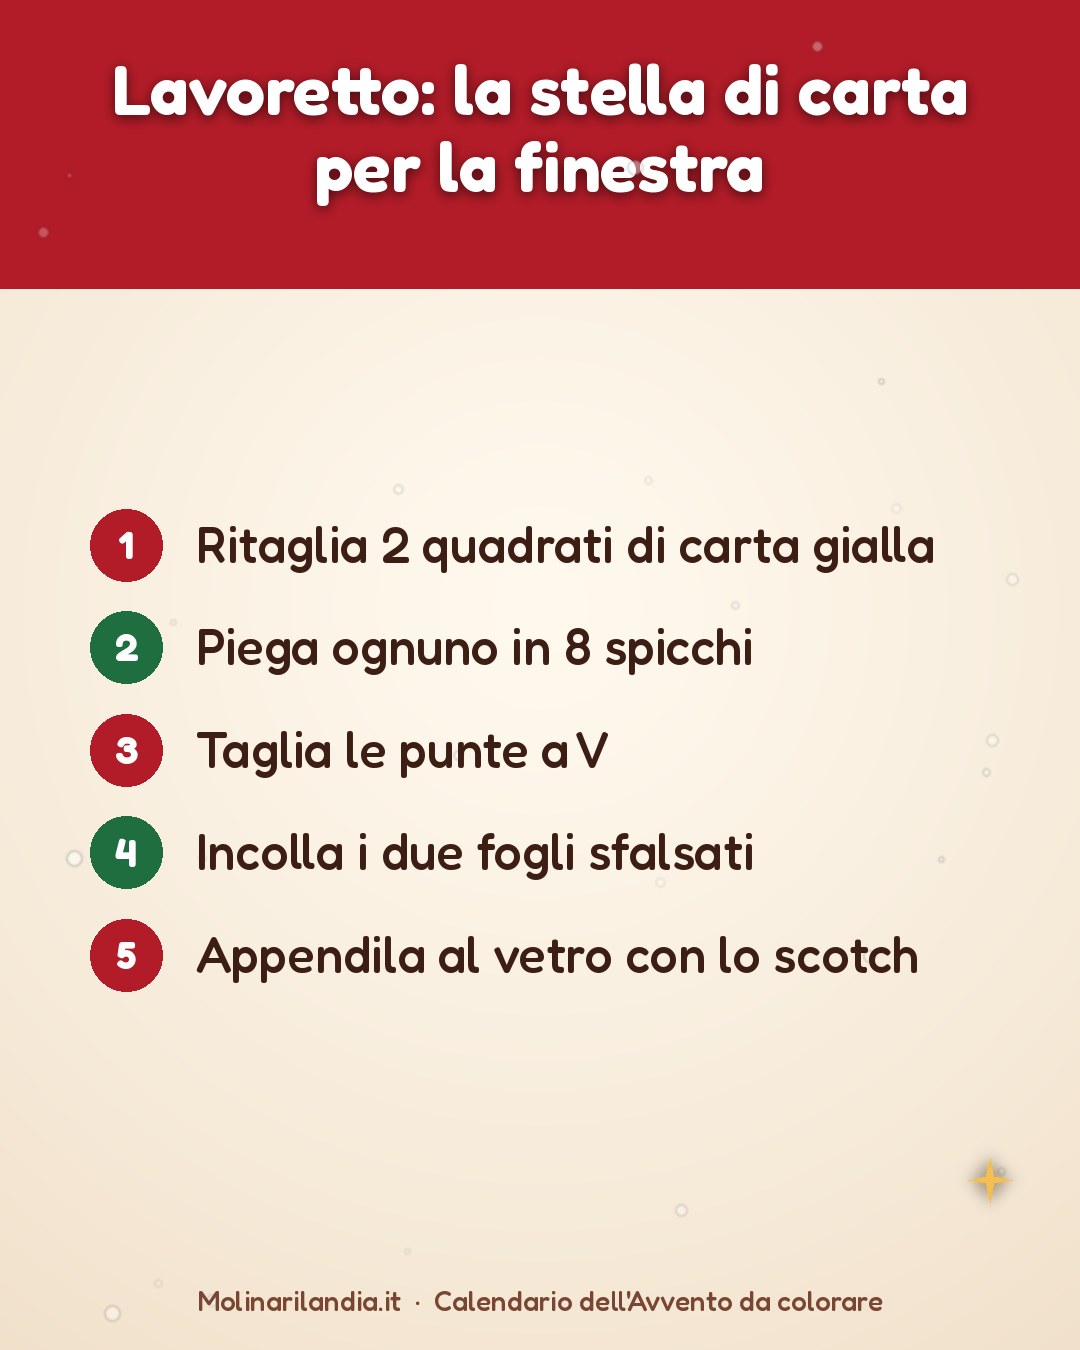 Lavoretto: la stella di carta
per la finestra
1 Ritaglia 2 quadrati di carta gialla
2 Piega ognuno in 8 spicchi
3 Taglia le punte a V
4 Incolla i due fogli sfalsati
5 Appendila al vetro con lo scotch
Molinarilandia.it · Calendario dell'Avvento da colorare